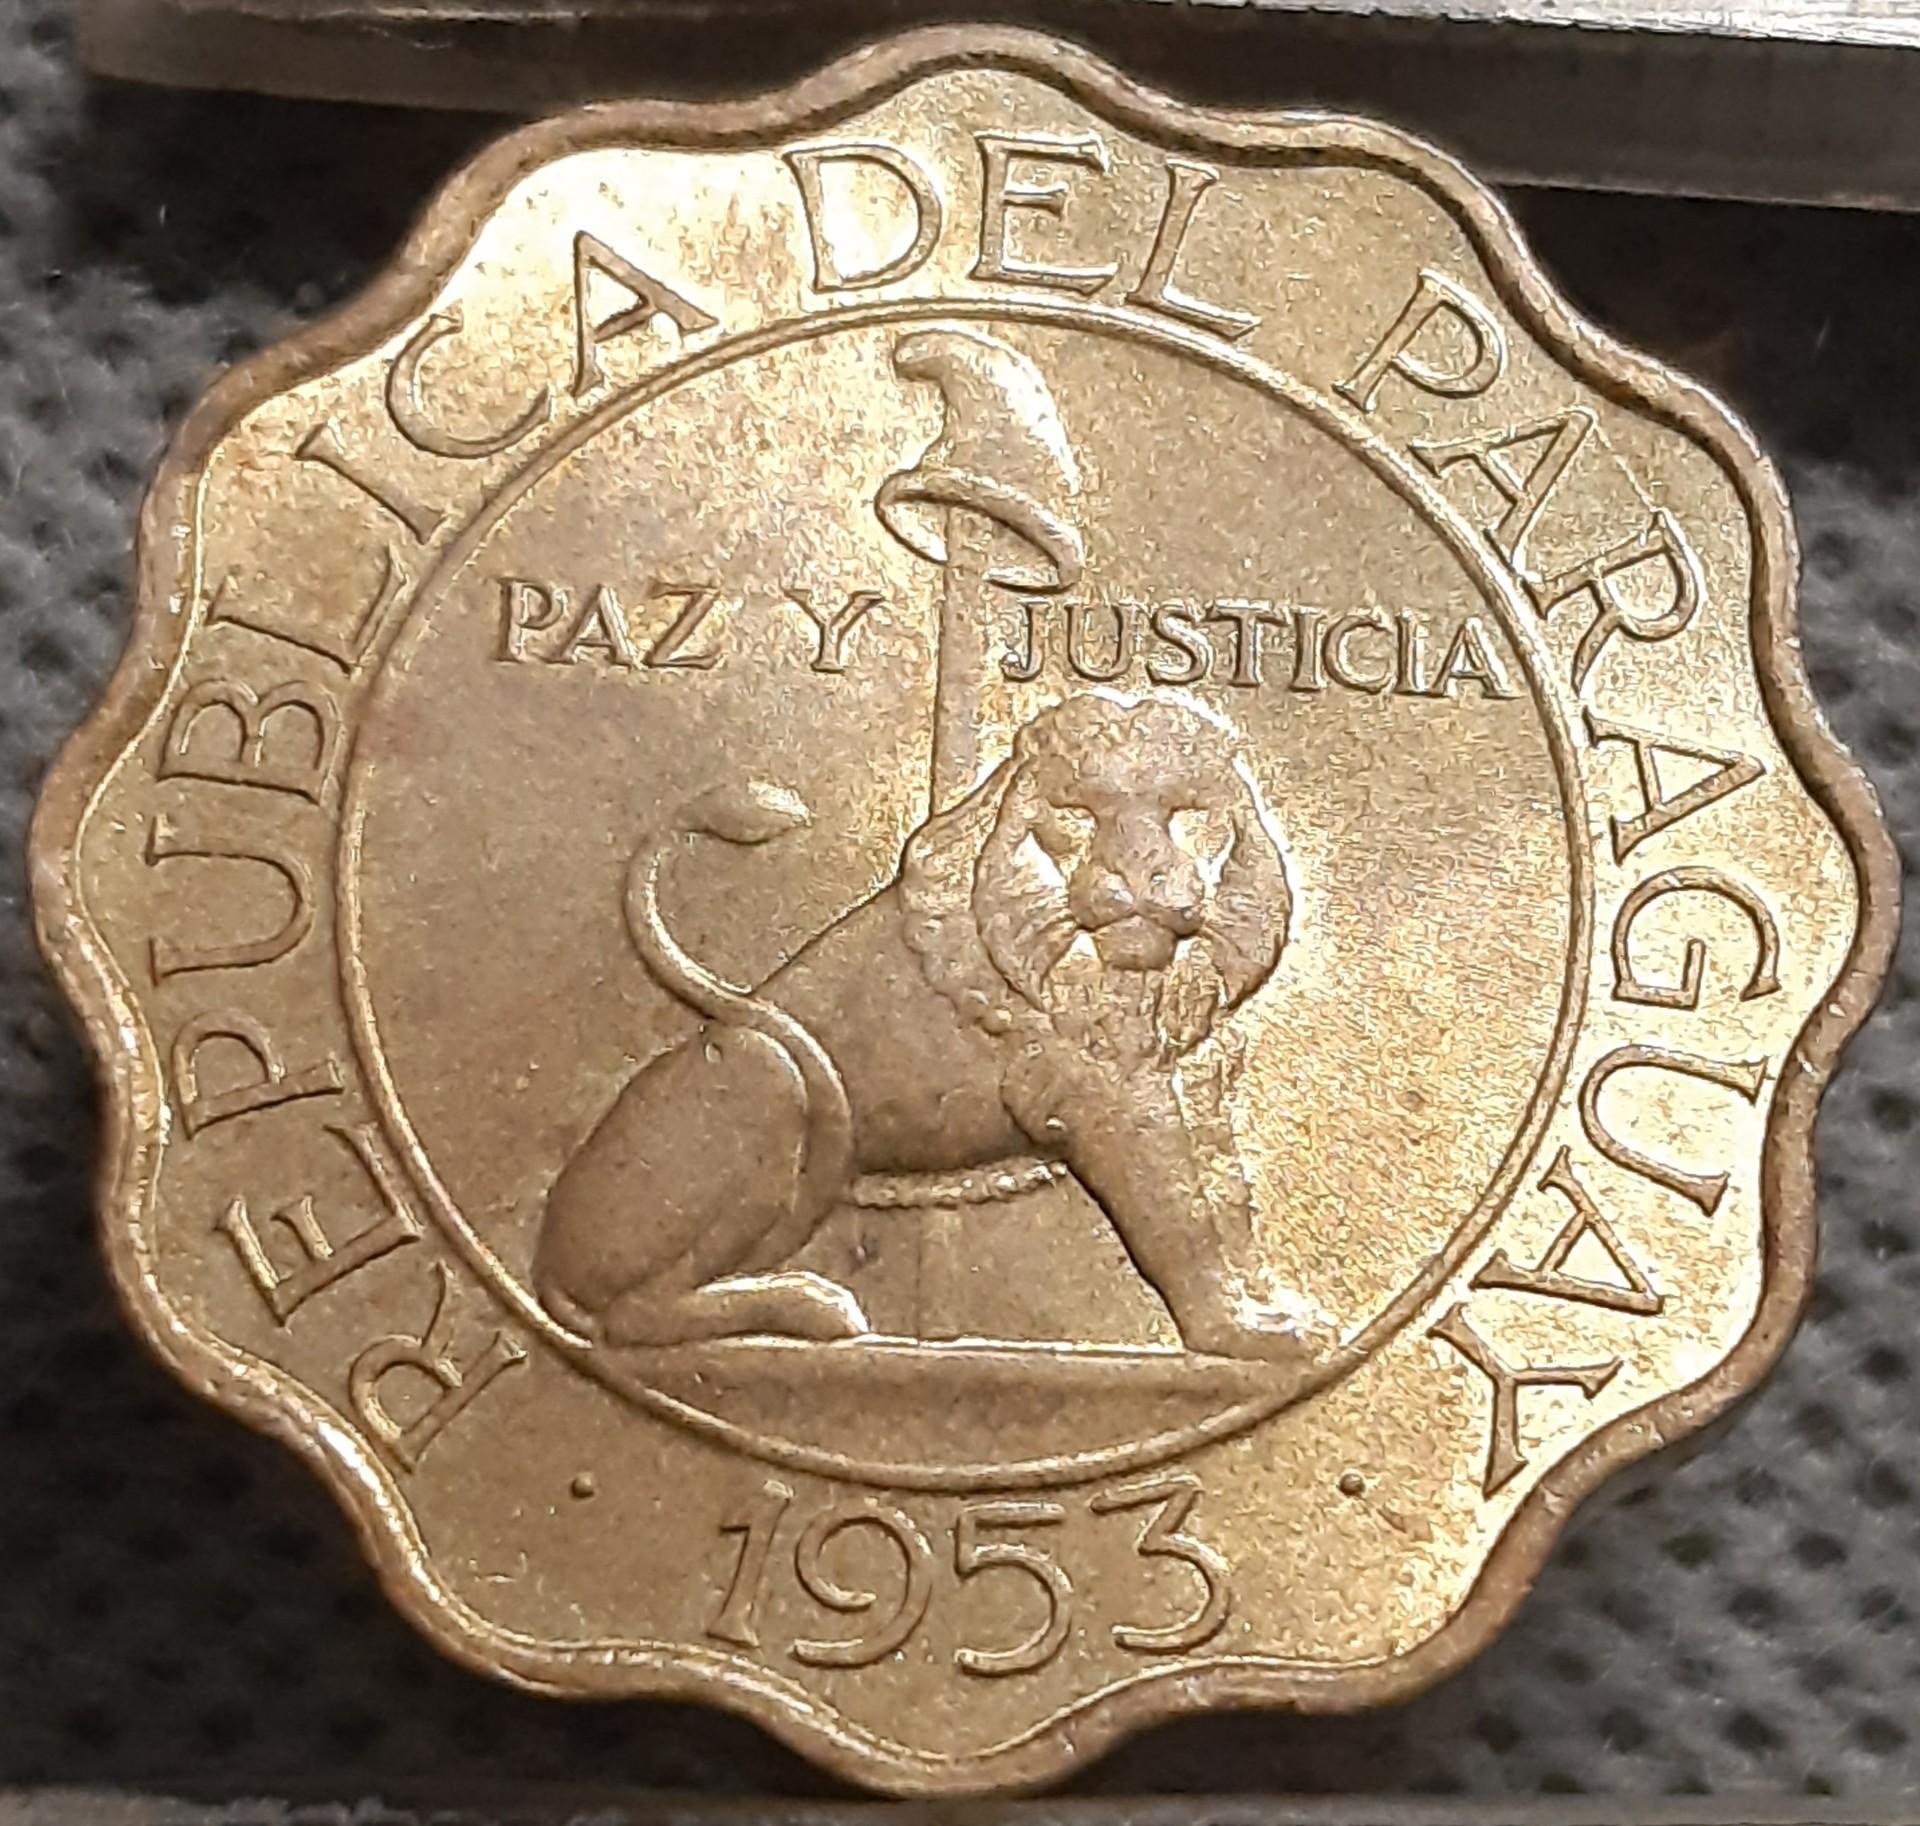 REPUBLICA DEL PARAGUAY
PAZ Y JUSTICIA
· 1953 ·